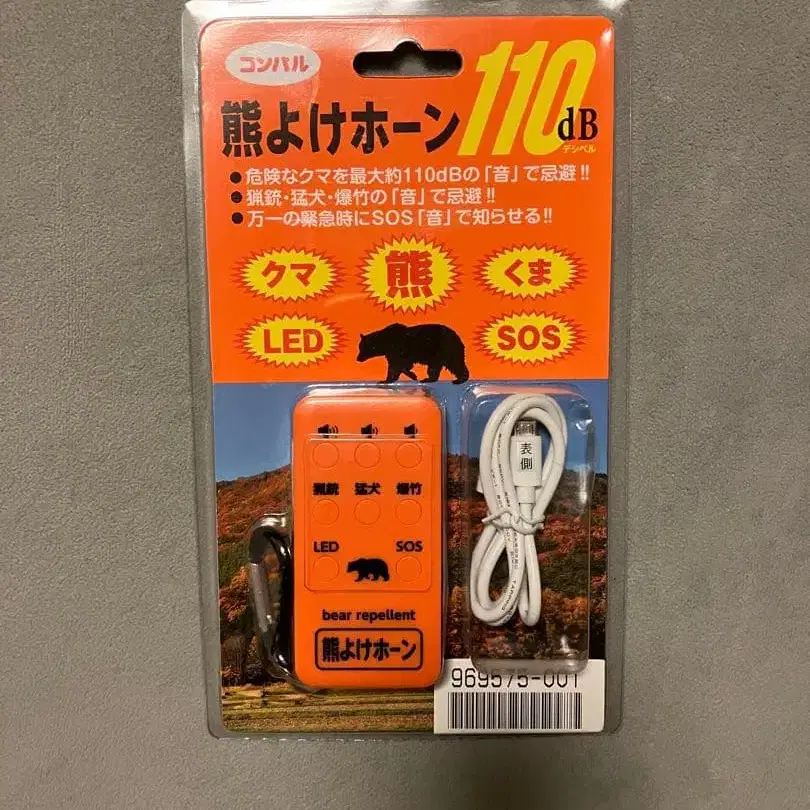 コンパル
熊よけホーン110dB
デシベル
● 危険なクマを最大約110dBの「音」で忌避!!
● 猟銃・猛犬・爆竹の「音」で忌避!!
● 万一の緊急時にSOS「音」で知らせる!!
クマ 熊 くま
LED SOS
表側
猟銃 猛犬 爆竹
LED SOS
bear repellent
熊よけホーン
969575-001